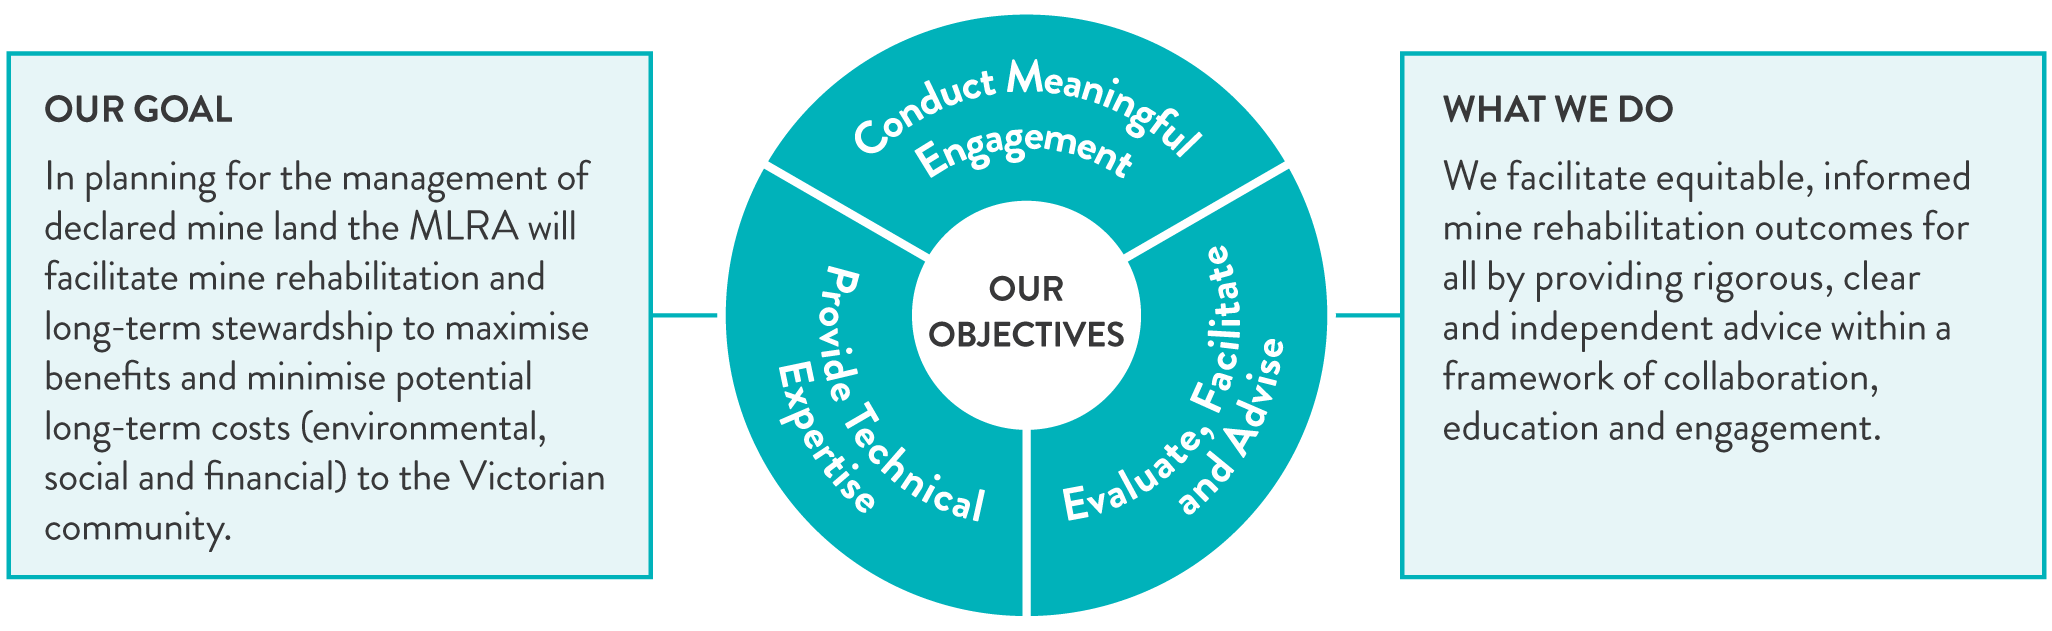 OUR GOAL
In planning for the management of
declared mine land the MLRA will
facilitate mine rehabilitation and
long-term stewardship to maximise
benefits and minimise potential
long-term costs (environmental,
social and financial) to the Victorian
community.
Conduct Meaningful
Engagement
Provide Technical
Expertise
OUR
OBJECTIVES
Evaluate, Facilitate
and Advise
WHAT WE DO
We facilitate equitable, informed
mine rehabilitation outcomes for
all by providing rigorous, clear
and independent advice within a
framework of collaboration,
education and engagement.